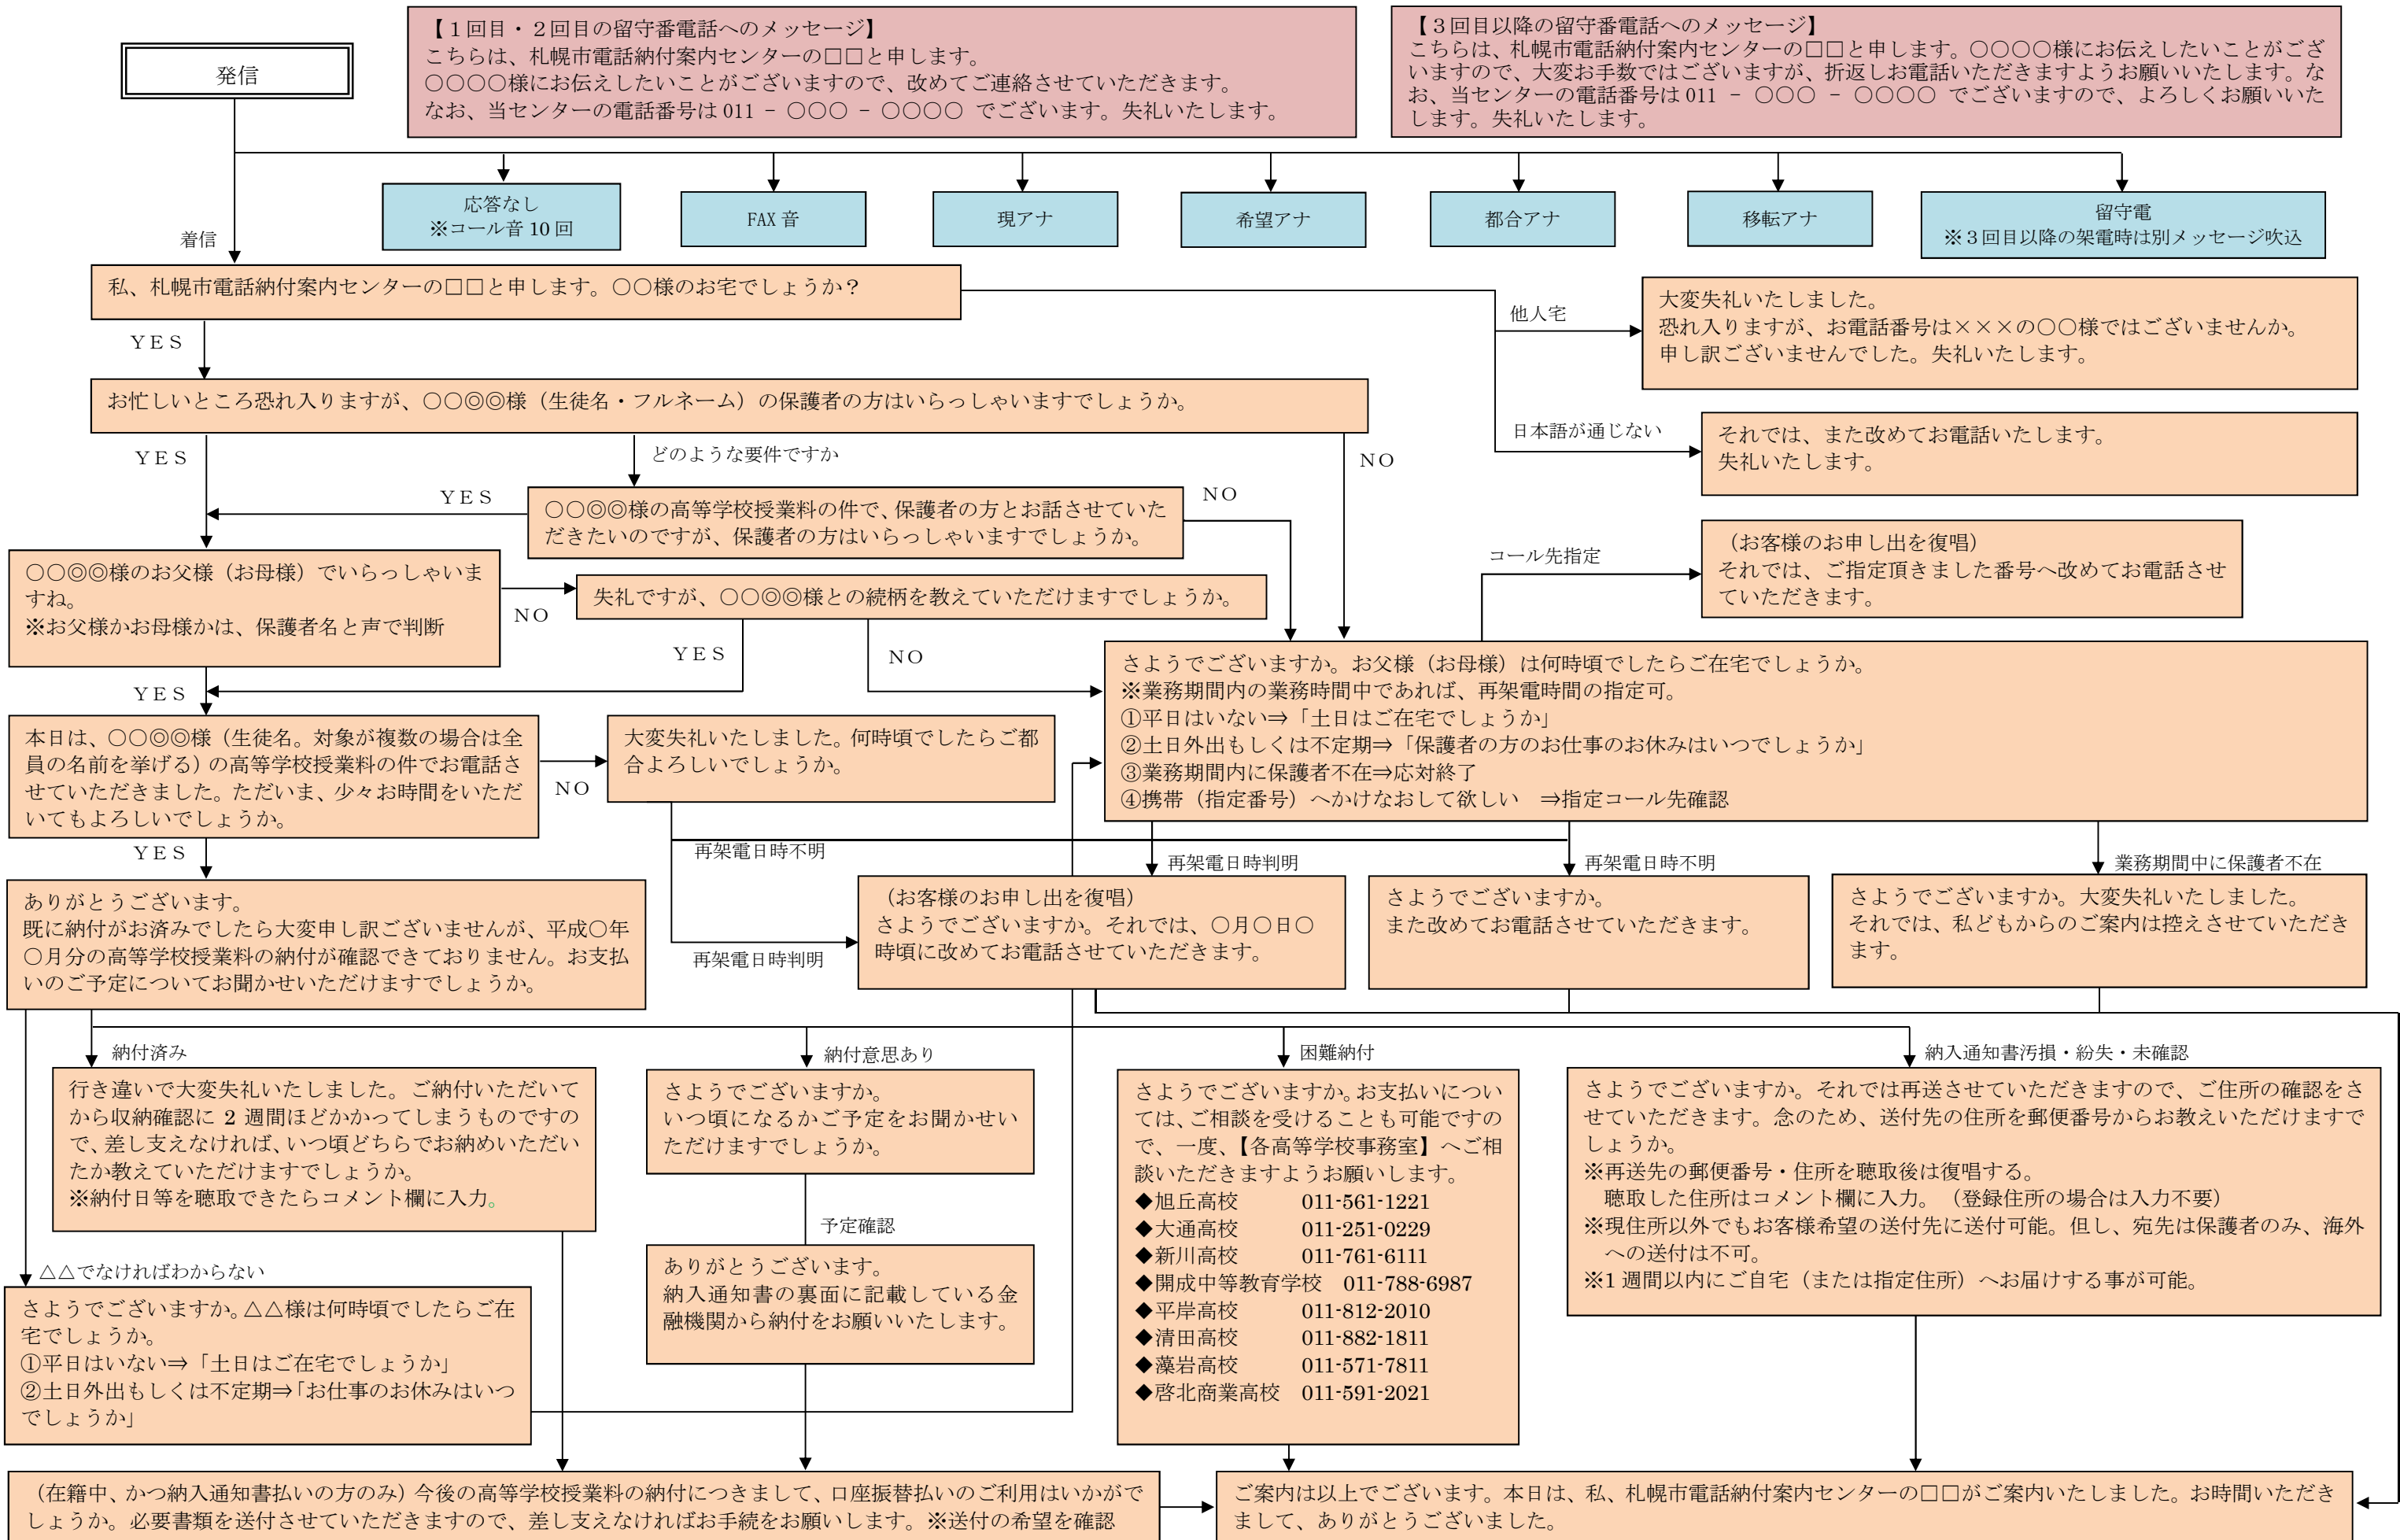 【１回目・２回目の留守番電話へのメッセージ】
こちらは、札幌市電話納付案内センターの□□と申します。
〇〇〇〇様にお伝えしたいことがございますので、改めてご連絡させていただきます。
なお、当センターの電話番号は 011 － 〇〇〇 － 〇〇〇〇 でございます。失礼いたします。
【３回目以降の留守番電話へのメッセージ】
こちらは、札幌市電話納付案内センターの□□と申します。〇〇〇〇様にお伝えしたいことがござ
いますので、大変お手数ではございますが、折返しお電話いただきますようお願いいたします。な
お、当センターの電話番号は 011 － 〇〇〇 － 〇〇〇〇 でございますので、よろしくお願いいた
します。失礼いたします。
発信
応答なし
※コール音 10 回
FAX 音
現アナ
希望アナ
都合アナ
移転アナ
留守電
※３回目以降の架電時は別メッセージ吹込
着信
私、札幌市電話納付案内センターの□□と申します。〇〇様のお宅でしょうか？
他人宅
大変失礼いたしました。
恐れ入りますが、お電話番号は×××の〇〇様ではございませんか。
申し訳ございませんでした。失礼いたします。
ＹＥＳ
お忙しいところ恐れ入りますが、〇〇◎◎様（生徒名・フルネーム）の保護者の方はいらっしゃいますでしょうか。
日本語が通じない
それでは、また改めてお電話いたします。
失礼いたします。
ＹＥＳ
どのような要件ですか
ＮＯ
ＹＥＳ
〇〇◎◎様の高等学校授業料の件で、保護者の方とお話させていた
だきたいのですが、保護者の方はいらっしゃいますでしょうか。
ＮＯ
コール先指定
（お客様のお申し出を復唱）
それでは、ご指定頂きました番号へ改めてお電話させ
ていただきます。
〇〇◎◎様のお父様（お母様）でいらっしゃいま
すね。
※お父様かお母様かは、保護者名と声で判断
ＮＯ
失礼ですが、〇〇◎◎様との続柄を教えていただけますでしょうか。
ＹＥＳ
ＮＯ
ＹＥＳ
さようでございますか。お父様（お母様）は何時頃でしたらご在宅でしょうか。
※業務期間内の業務時間中であれば、再架電時間の指定可。
①平日はいない⇒「土日はご在宅でしょうか」
②土日外出もしくは不定期⇒「保護者の方のお仕事のお休みはいつでしょうか」
③業務期間内に保護者不在⇒応対終了
④携帯（指定番号）へかけなおして欲しい　⇒指定コール先確認
本日は、〇〇◎◎様（生徒名。対象が複数の場合は全
員の名前を挙げる）の高等学校授業料の件でお電話さ
せていただきました。ただいま、少々お時間をいただ
いてもよろしいでしょうか。
ＮＯ
大変失礼いたしました。何時頃でしたらご都
合よろしいでしょうか。
ＹＥＳ
再架電日時不明
再架電日時判明
再架電日時不明
業務期間中に保護者不在
ありがとうございます。
既に納付がお済みでしたら大変申し訳ございませんが、平成〇年
〇月分の高等学校授業料の納付が確認できておりません。お支払
いのご予定についてお聞かせいただけますでしょうか。
再架電日時判明
（お客様のお申し出を復唱）
さようでございますか。それでは、〇月〇日〇
時頃に改めてお電話させていただきます。
さようでございますか。
また改めてお電話させていただきます。
さようでございますか。大変失礼いたしました。
それでは、私どもからのご案内は控えさせていただき
ます。
納付済み
行き違いで大変失礼いたしました。ご納付いただいて
から収納確認に 2 週間ほどかかってしまうものですの
で、差し支えなければ、いつ頃どちらでお納めいただい
たか教えていただけますでしょうか。
※納付日等を聴取できたらコメント欄に入力。
納付意思あり
さようでございますか。
いつ頃になるかご予定をお聞かせい
ただけますでしょうか。
予定確認
ありがとうございます。
納入通知書の裏面に記載している金
融機関から納付をお願いいたします。
困難納付
さようでございますか。お支払いについ
ては、ご相談を受けることも可能ですの
で、一度、【各高等学校事務室】へご相
談いただきますようお願いします。
◆旭丘高校　　　011-561-1221
◆大通高校　　　011-251-0229
◆新川高校　　　011-761-6111
◆開成中等教育学校　011-788-6987
◆平岸高校　　　011-812-2010
◆清田高校　　　011-882-1811
◆藻岩高校　　　011-571-7811
◆啓北商業高校　011-591-2021
納入通知書汚損・紛失・未確認
さようでございますか。それでは再送させていただきますので、ご住所の確認をさ
せていただきます。念のため、送付先の住所を郵便番号からお教えいただけますで
しょうか。
※再送先の郵便番号・住所を聴取後は復唱する。
聴取した住所はコメント欄に入力。（登録住所の場合は入力不要）
※現住所以外でもお客様希望の送付先に送付可能。但し、宛先は保護者のみ、海外
への送付は不可。
※1 週間以内にご自宅（または指定住所）へお届けする事が可能。
△△でなければわからない
さようでございますか。△△様は何時頃でしたらご在
宅でしょうか。
①平日はいない⇒「土日はご在宅でしょうか」
②土日外出もしくは不定期⇒「お仕事のお休みはいつ
でしょうか」
（在籍中、かつ納入通知書払いの方のみ）今後の高等学校授業料の納付につきまして、口座振替払いのご利用はいかがで
しょうか。必要書類を送付させていただきますので、差し支えなければお手続をお願いします。※送付の希望を確認
ご案内は以上でございます。本日は、私、札幌市電話納付案内センターの□□がご案内いたしました。お時間いただき
まして、ありがとうございました。